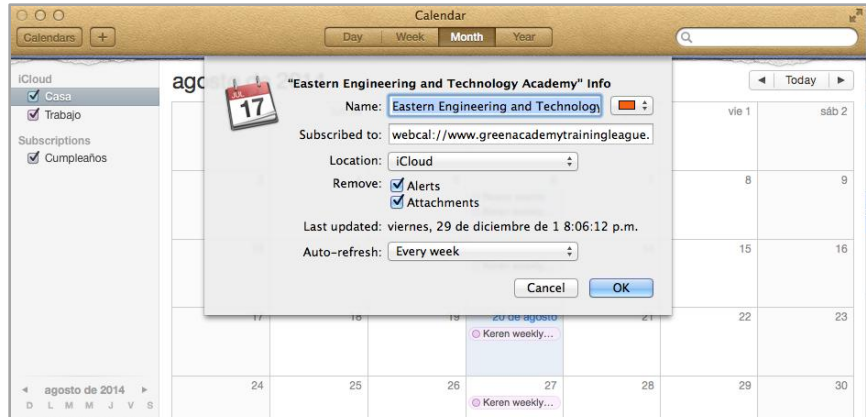 Calendar
Calendars + Day Week Month Year
iCloud
Casa
Trabajo
Subscriptions
Cumpleaños
Today
JUL 17
"Eastern Engineering and Technology Academy" Info
Name: Eastern Engineering and Technology
Subscribed to: webcal://www.greenacademytrainingleague.
Location: iCloud
Remove: Alerts
Attachments
Last updated: viernes, 29 de diciembre de 1 8:06:12 p.m.
Auto-refresh: Every week
Cancel OK
vie 1 sáb 2
8 9
15 16
17 18 19 20 de agosto 21 22 23
Keren weekly...
24 25 26 27 28 29 30
Keren weekly...
agosto de 2014
D L M M J V S